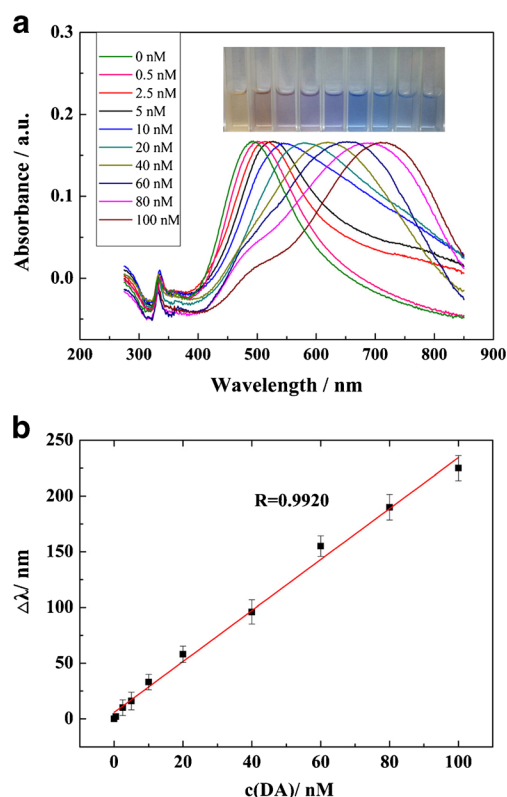 a
0.3
0.2
0.1
0.0
Absorbance / a.u.
0 nM
0.5 nM
2.5 nM
5 nM
10 nM
20 nM
40 nM
60 nM
80 nM
100 nM
200 300 400 500 600 700 800 900
Wavelength / nm
b
250
200
150
100
50
0
△λ/ nm
R=0.9920
0 20 40 60 80 100
c(DA)/ nM